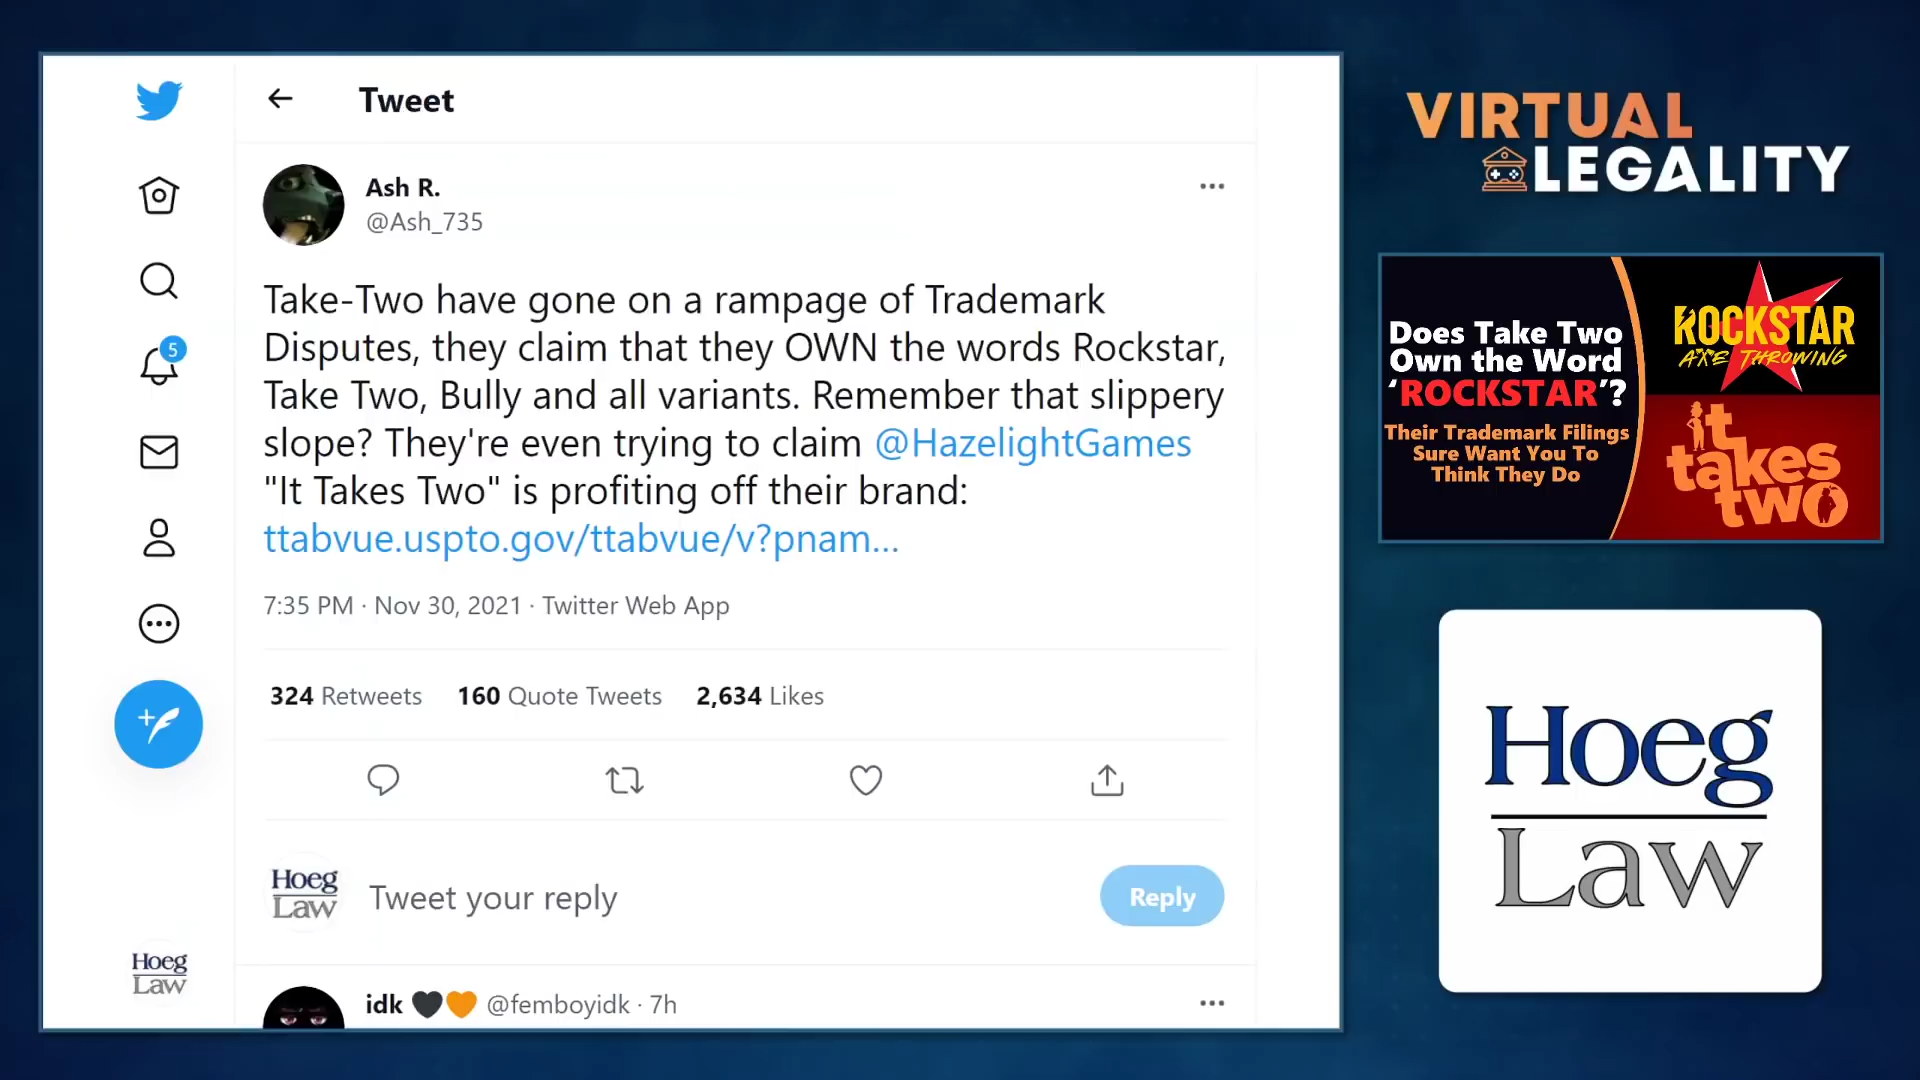 Tweet
Ash R.
@Ash_735
Take-Two have gone on a rampage of Trademark
Disputes, they claim that they OWN the words Rockstar,
Take Two, Bully and all variants. Remember that slippery
slope? They're even trying to claim @HazelightGames
"It Takes Two" is profiting off their brand:
ttabvue.uspto.gov/ttabvue/v?pnam...
7:35 PM · Nov 30, 2021 · Twitter Web App
324 Retweets 160 Quote Tweets 2,634 Likes
Hoeg
Law
Tweet your reply
Reply
idk 🖤🧡 @femboyidk · 7h
5
Hoeg
Law
VIRTUAL
LEGALITY
Does Take Two
Own the Word
'ROCKSTAR'?
Their Trademark Filings
Sure Want You To
Think They Do
ROCKSTAR
AXE THROWING
it
takes
two
Hoeg
Law